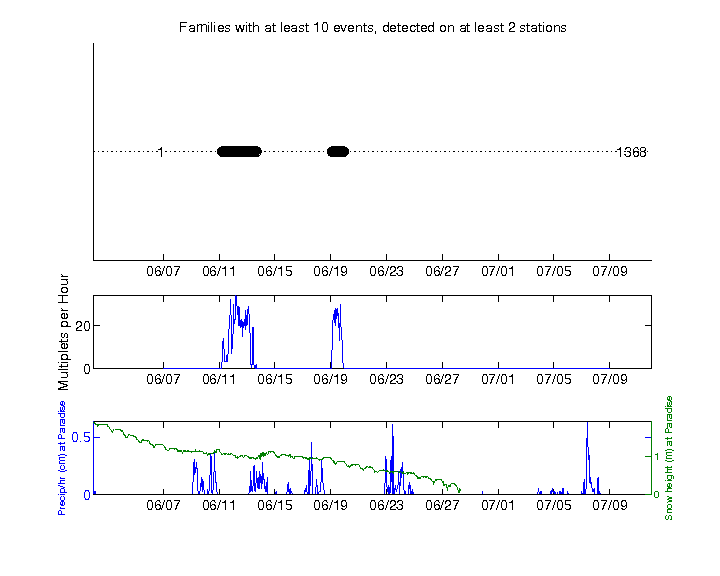 Families with at least 10 events, detected on at least 2 stations
1 1368
06/07 06/11 06/15 06/19 06/23 06/27 07/01 07/05 07/09
Multiplets per Hour
20
0
06/07 06/11 06/15 06/19 06/23 06/27 07/01 07/05 07/09
Precip/hr (cm) at Paradise
0.5
0
1
0
Snow height (m) at Paradise
06/07 06/11 06/15 06/19 06/23 06/27 07/01 07/05 07/09